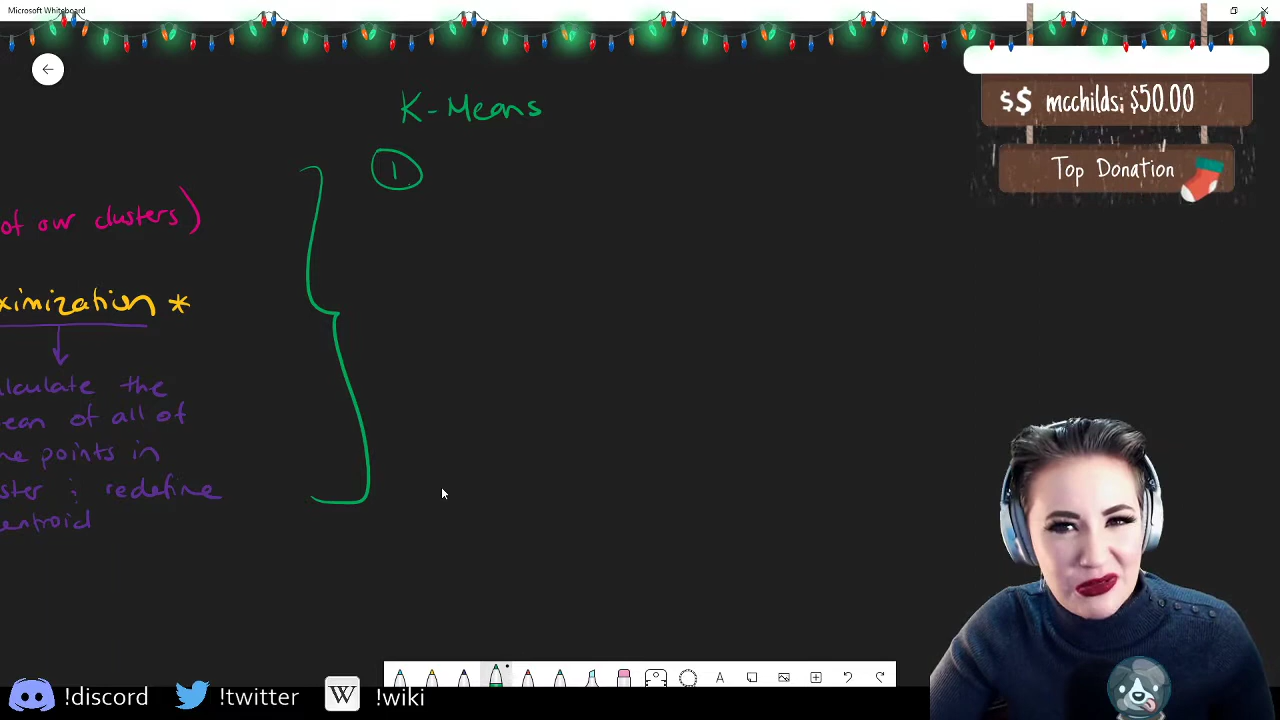 Microsoft Whiteboard
$$ mcchilds: $50.00
Top Donation
K-Means
①
of our clusters)
ximization *
alculate the
ean of all of
he points in
ster & redefine
entroid
A
!discord
!twitter
W !wiki